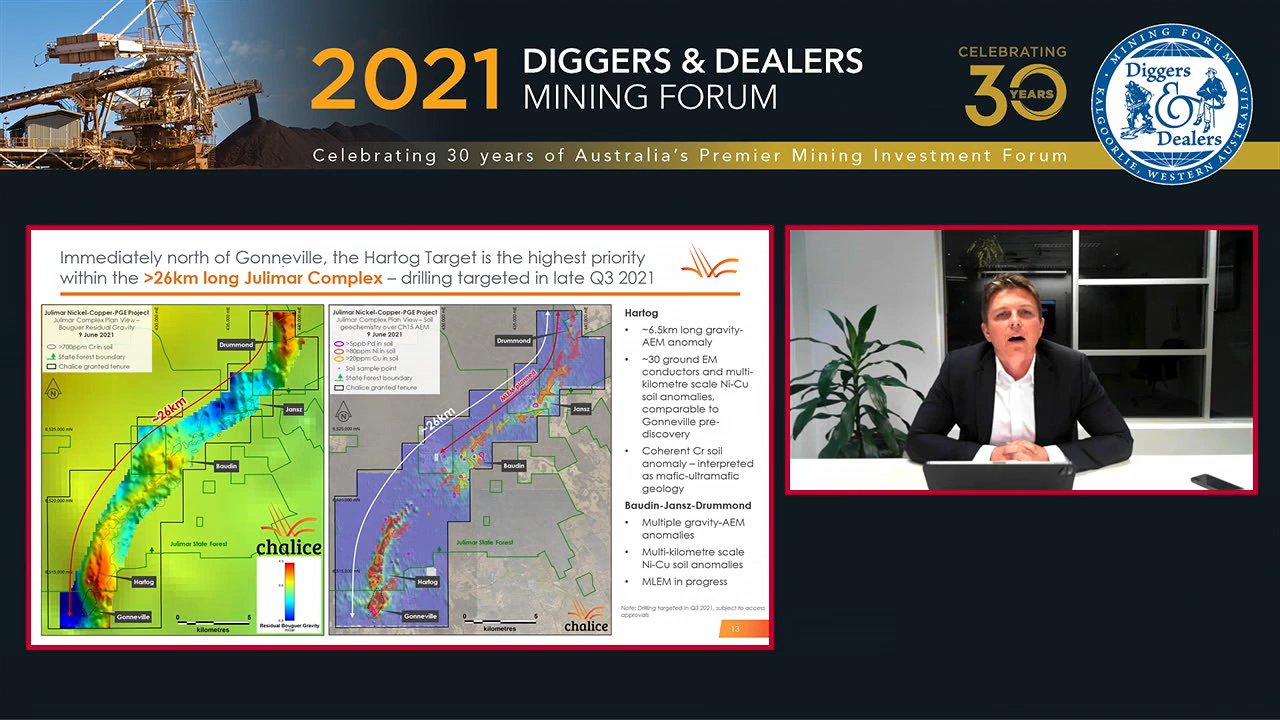 2021
DIGGERS & DEALERS
MINING FORUM
CELEBRATING
30
YEARS
Celebrating 30 years of Australia's Premier Mining Investment Forum
MINING FORUM
Diggers
&
Dealers
KALGOORLIE, WESTERN AUSTRALIA
Immediately north of Gonneville, the Hartog Target is the highest priority
within the >26km long Julimar Complex – drilling targeted in late Q3 2021
Julimar Nickel-Copper-PGE Project
Julimar Complex Plan View –
Bouguer Residual Gravity
9 June 2021
>700ppm Cr in soil
State Forest boundary
Chalice granted tenure
N
Drummond
~26km
Jansz
Baudin
Julimar State Forest
Hartog
Gonneville
0 5
kilometres
chalice
Residual Bouguer Gravity
Julimar Nickel-Copper-PGE Project
Julimar Complex Plan View – Soil
geochemistry over Ch15 AEM
9 June 2021
>5ppb Pd in soil
>80ppm Ni in soil
>20ppm Cu in soil
Soil sample point
State Forest boundary
Chalice granted tenure
N
Drummond
MLEM planned
~26km
Jansz
Baudin
Julimar State Forest
Hartog
Gonneville
0 5
kilometres
chalice
Hartog
• ~6.5km long gravity-
AEM anomaly
• ~30 ground EM
conductors and multi-
kilometre scale Ni-Cu
soil anomalies,
comparable to
Gonneville pre-
discovery
• Coherent Cr soil
anomaly – interpreted
as mafic-ultramafic
geology
Baudin-Jansz-Drummond
• Multiple gravity-AEM
anomalies
• Multi-kilometre scale
Ni-Cu soil anomalies
• MLEM in progress
Note: Drilling targeted in Q3 2021, subject to access
approvals
13